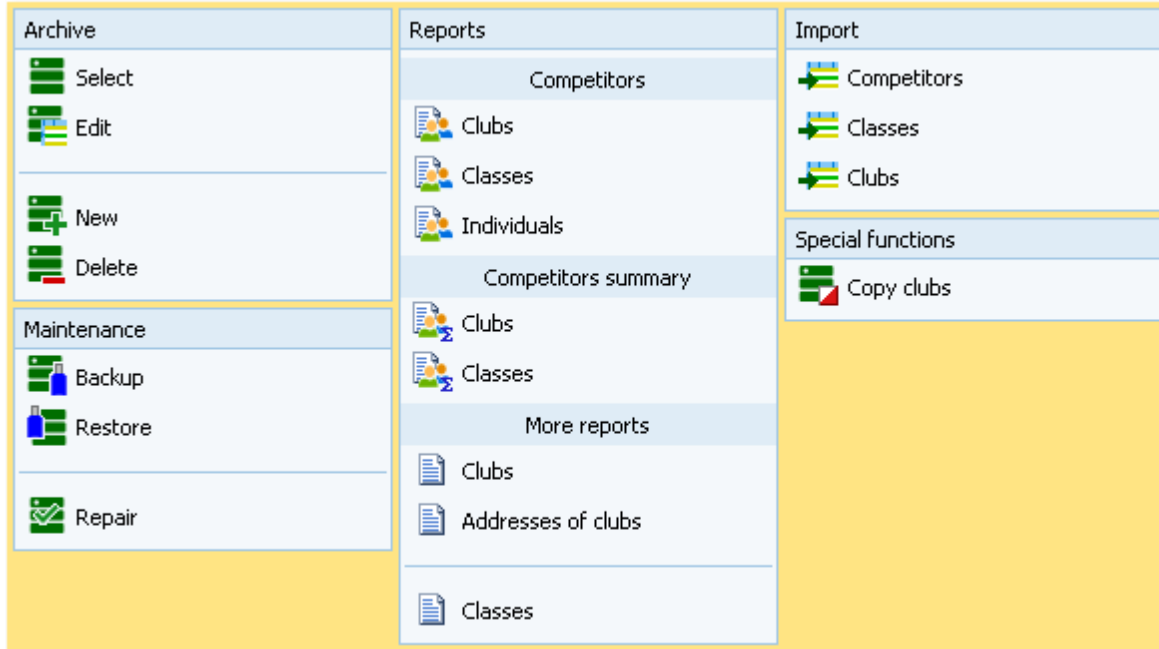 Archive
Select
Edit
New
Delete
Maintenance
Backup
Restore
Repair
Reports
Competitors
Clubs
Classes
Individuals
Competitors summary
Clubs
Classes
More reports
Clubs
Addresses of clubs
Classes
Import
Competitors
Classes
Clubs
Special functions
Copy clubs